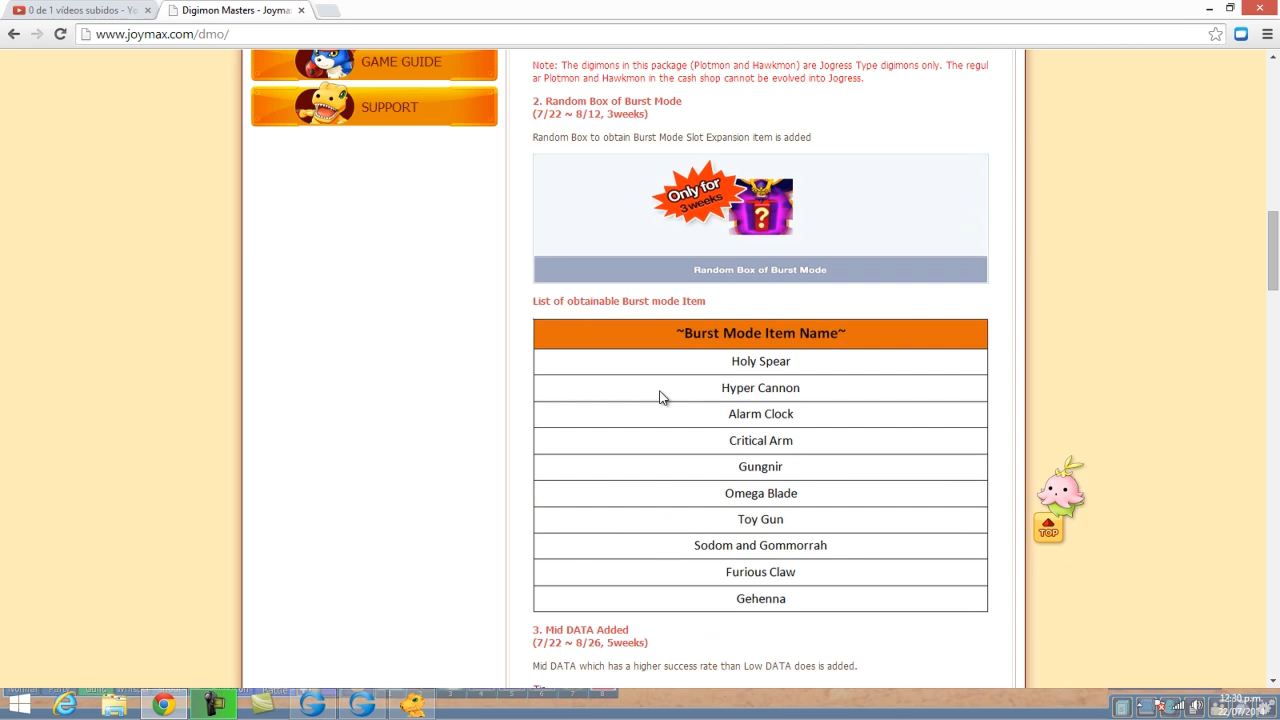 0 de 1 vídeos subidos - Yo
Digimon Masters - Joyma
www.joymax.com/dmo/
GAME GUIDE
SUPPORT
Note: The digimons in this package (Plotmon and Hawkmon) are Jogress Type digimons only. The regul
ar Plotmon and Hawkmon in the cash shop cannot be evolved into Jogress.
2. Random Box of Burst Mode
(7/22 ~ 8/12, 3weeks)
Random Box to obtain Burst Mode Slot Expansion item is added
Only for
3 weeks
?
Random Box of Burst Mode
List of obtainable Burst mode Item
~Burst Mode Item Name~
Holy Spear
Hyper Cannon
Alarm Clock
Critical Arm
Gungnir
Omega Blade
Toy Gun
Sodom and Gommorrah
Furious Claw
Gehenna
TOP
3. Mid DATA Added
(7/22 ~ 8/26, 5weeks)
Mid DATA which has a higher success rate than Low DATA does is added.
12:30 p.m.
22/07/2014